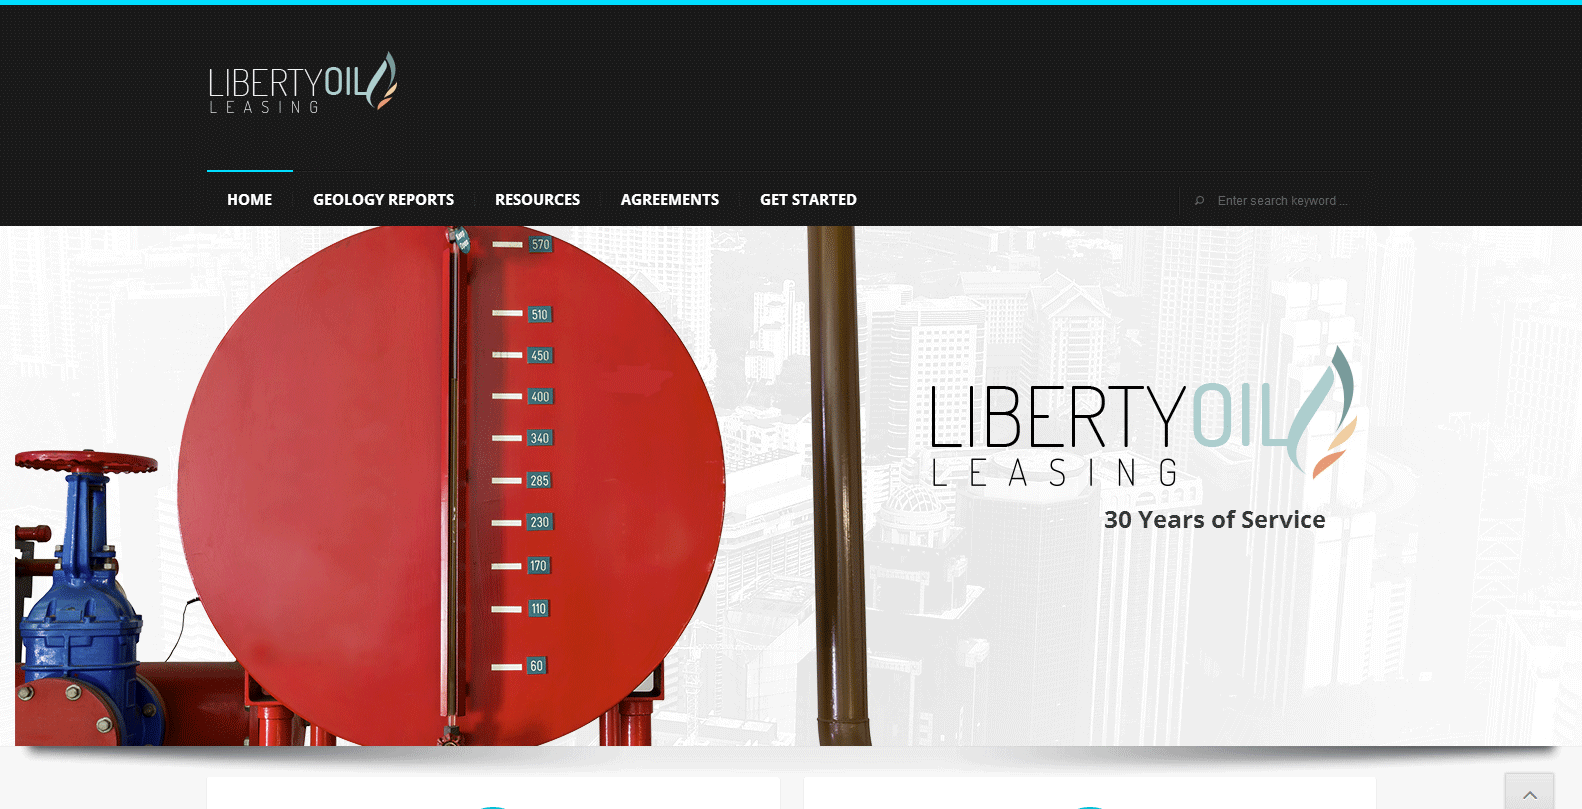 LIBERTYOIL
LEASING
HOME
GEOLOGY REPORTS
RESOURCES
AGREEMENTS
GET STARTED
Enter search keyword ...
570
510
450
400
340
285
230
170
110
60
LIBERTYOIL
LEASING
30 Years of Service